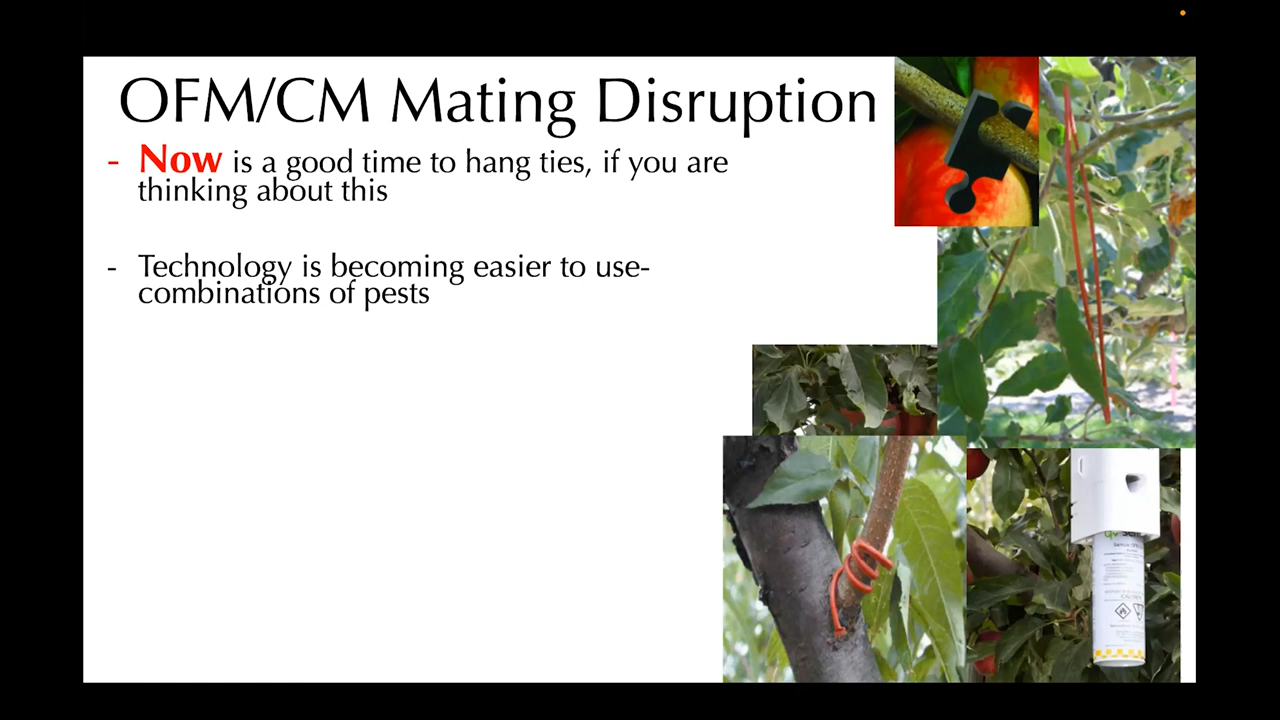 OFM/CM Mating Disruption
- Now is a good time to hang ties, if you are
thinking about this
- Technology is becoming easier to use-
combinations of pests